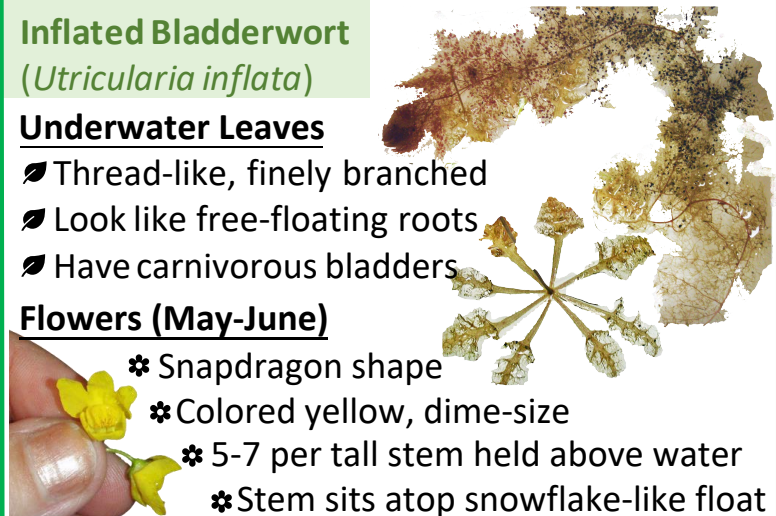 Inflated Bladderwort
(Utricularia inflata)
Underwater Leaves
Thread-like, finely branched
Look like free-floating roots
Have carnivorous bladders
Flowers (May-June)
Snapdragon shape
Colored yellow, dime-size
5-7 per tall stem held above water
Stem sits atop snowflake-like float